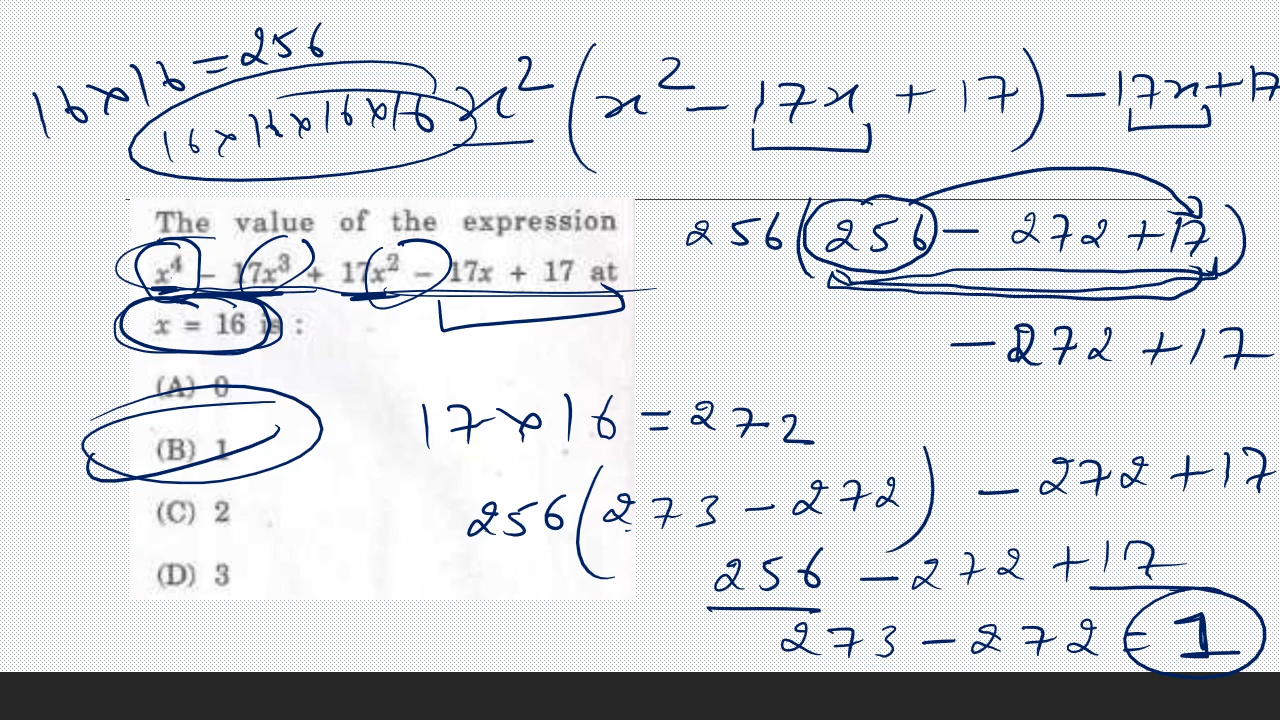 16×16 = 256
16×16×16×16 x² (x² − 17x + 17) − 17x + 17
The value of the expression
x⁴ − 17x³ + 17x² − 17x + 17 at
x = 16 is :
256(256 − 272 + 17)
− 272 + 17
(A) 0
(B) 1
(C) 2
(D) 3
17×16 = 272
256(273 − 272) − 272 + 17
256 − 272 + 17
273 − 272 = 1